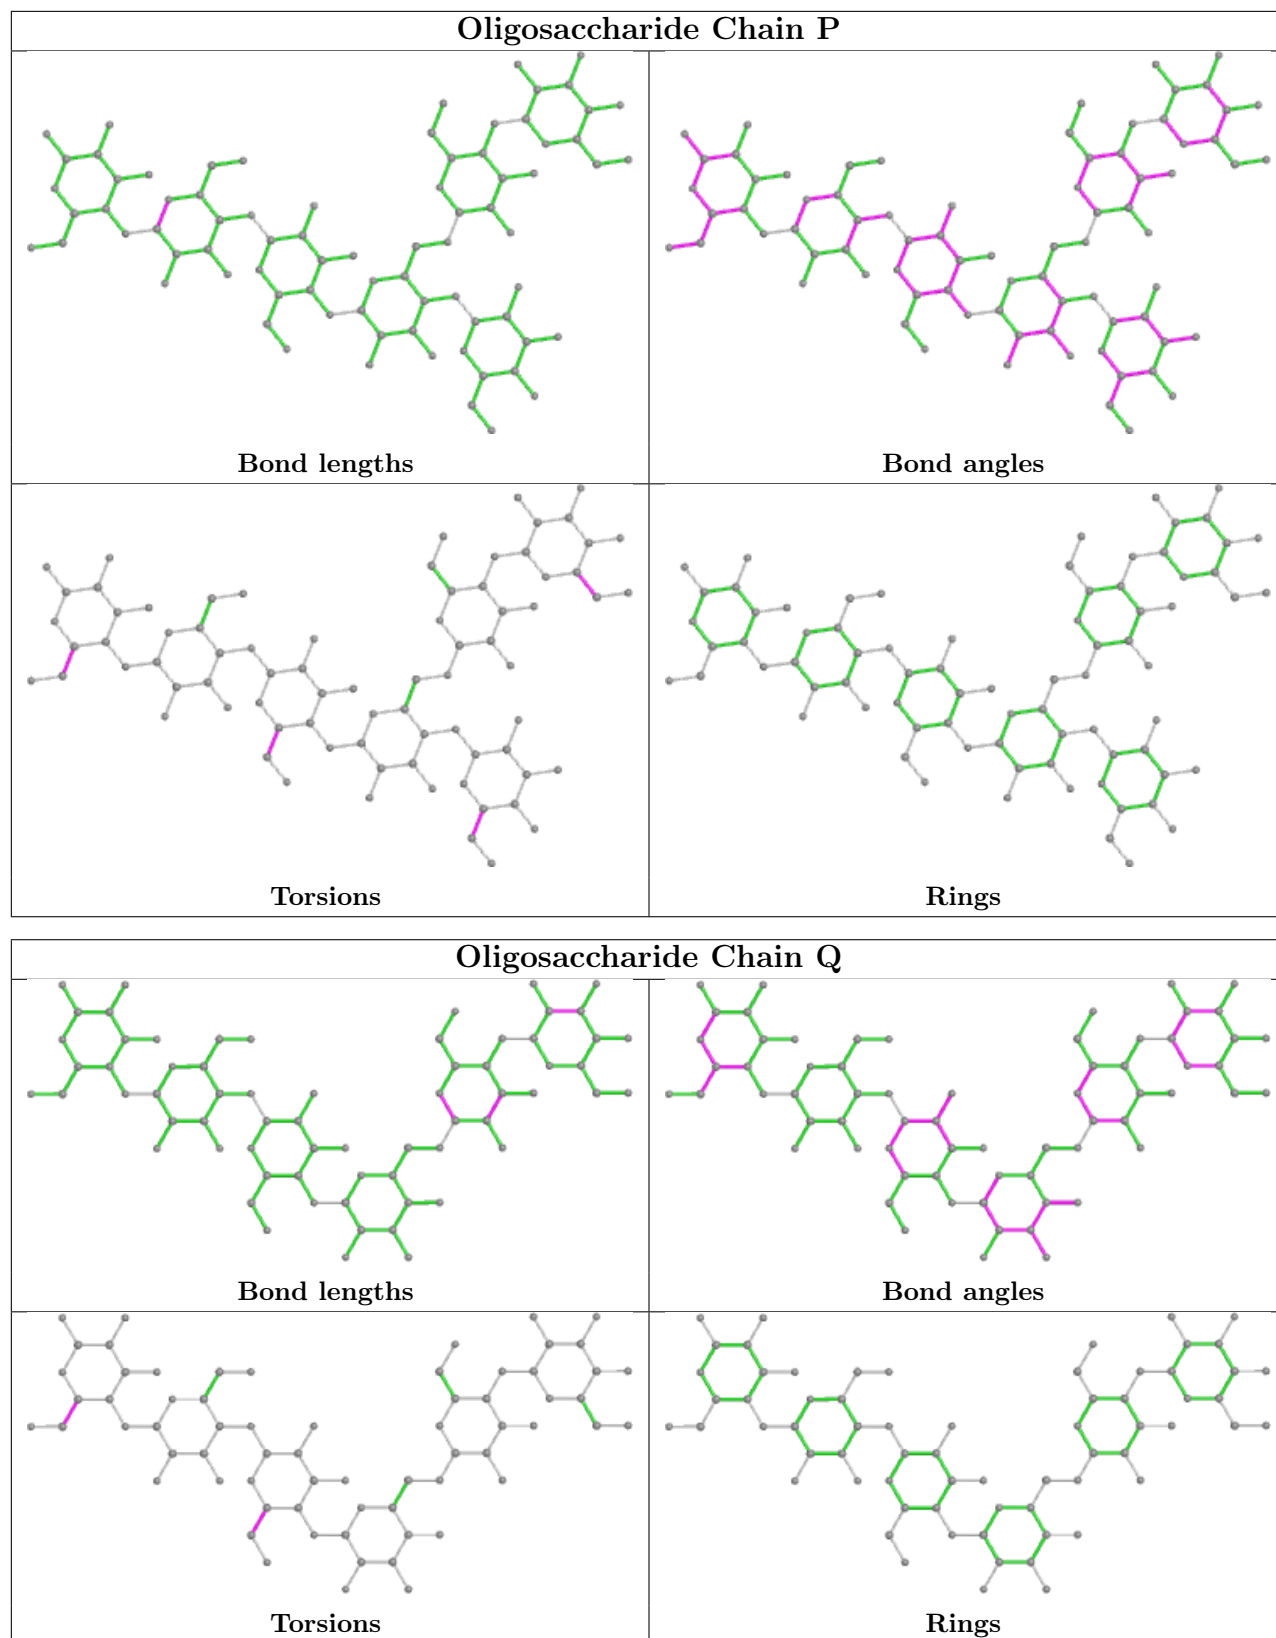 Oligosaccharide Chain P
Bond lengths
Bond angles
Torsions
Rings
Oligosaccharide Chain Q
Bond lengths
Bond angles
Torsions
Rings